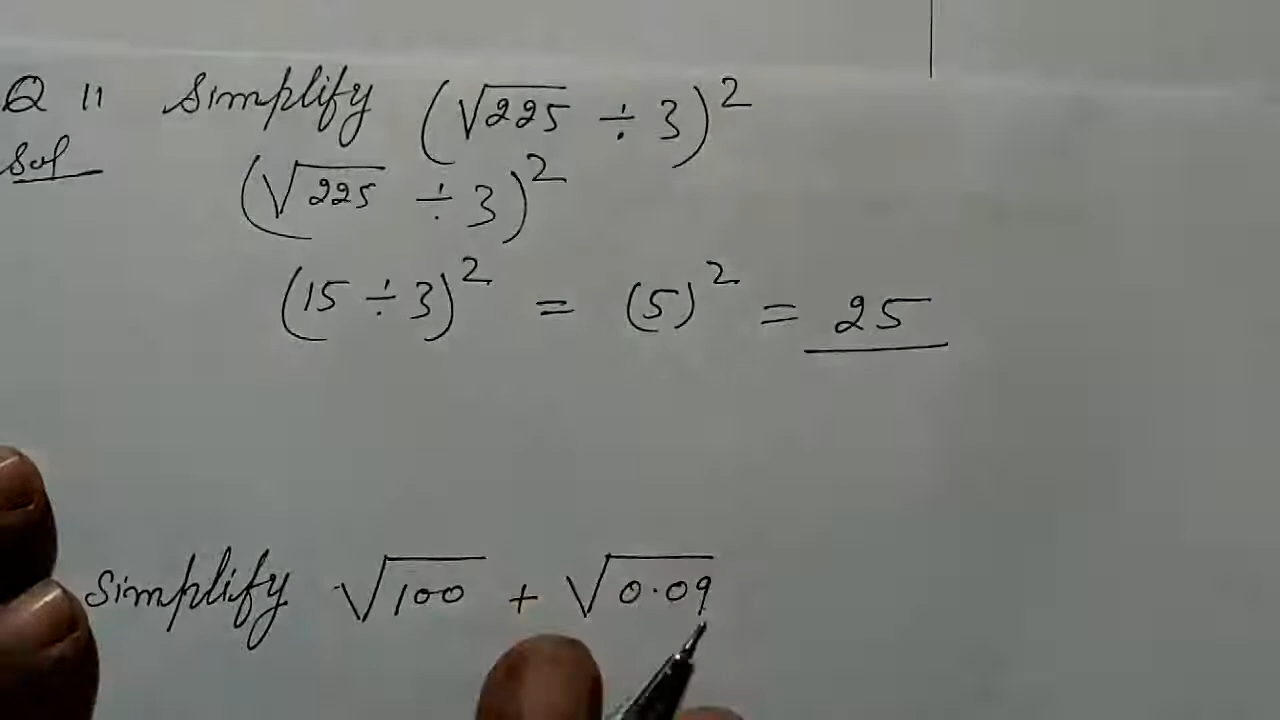 Q 11 Simplify (√225 ÷ 3)²
Sol
(√225 ÷ 3)²
(15 ÷ 3)² = (5)² = 25
Simplify √100 + √0.09